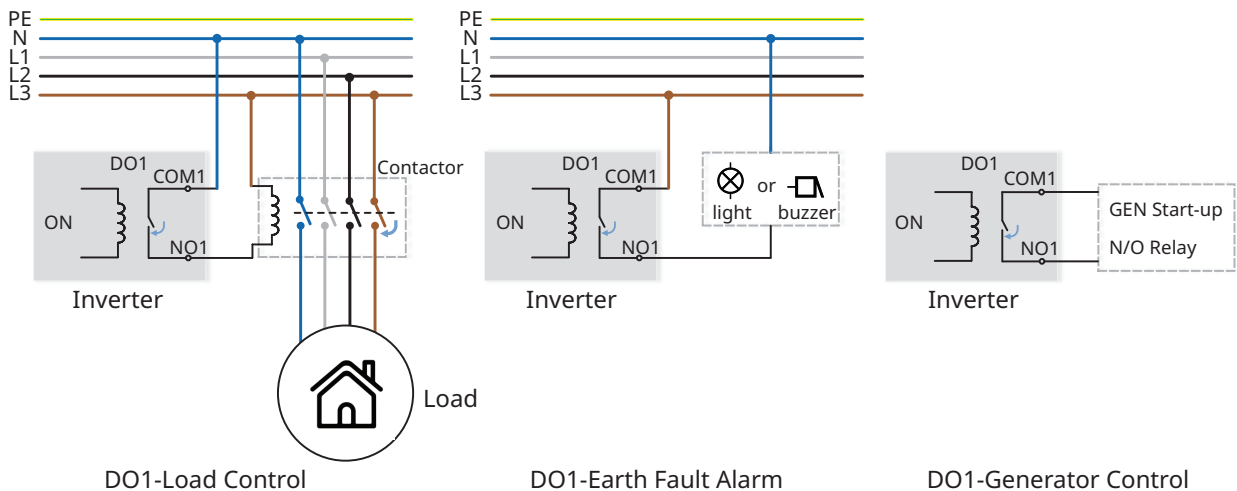 PE
N
L1
L2
L3
DO1
COM1
ON
NO1
Inverter
Contactor
Load
DO1-Load Control
PE
N
L1
L2
L3
DO1
COM1
ON
NO1
Inverter
or
light
buzzer
DO1-Earth Fault Alarm
DO1
COM1
ON
NO1
Inverter
GEN Start-up
N/O Relay
DO1-Generator Control